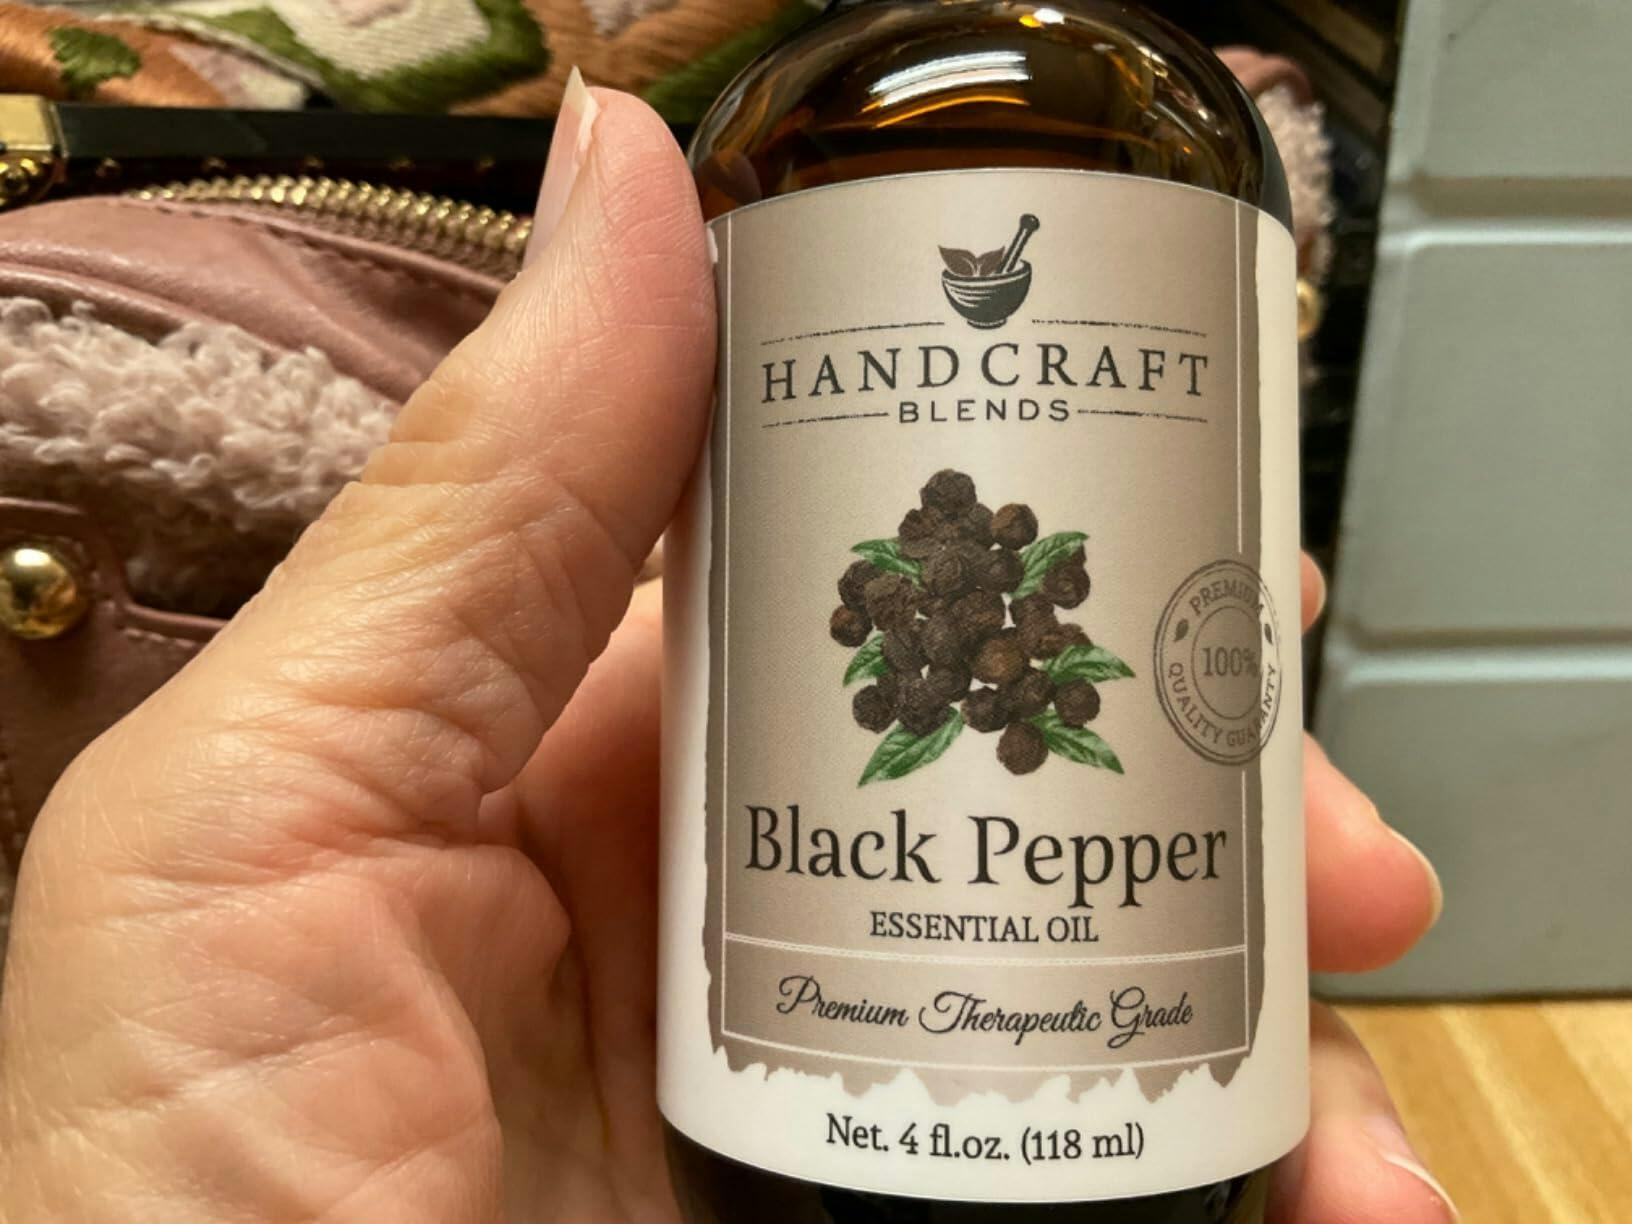 HANDCRAFT
BLENDS
PREMIUM
100%
QUALITY GUARANTY
Black Pepper
ESSENTIAL OIL
Premium Therapeutic Grade
Net. 4 fl.oz. (118 ml)